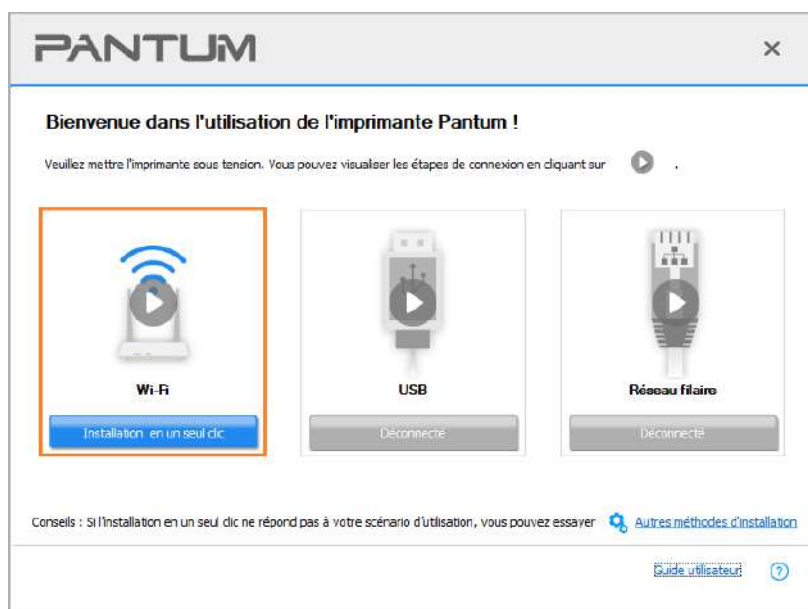 PANTUM
Bienvenue dans l'utilisation de l'imprimante Pantum !
Veuillez mettre l'imprimante sous tension. Vous pouvez visualiser les étapes de connexion en cliquant sur .
Wi-Fi
USB
Réseau filaire
Installation en un seul clic
Déconnecté
Déconnecté
Conseils : Si l'installation en un seul clic ne répond pas à votre scénario d'utilisation, vous pouvez essayer Autres méthodes d'installation
Guide utilisateur ?